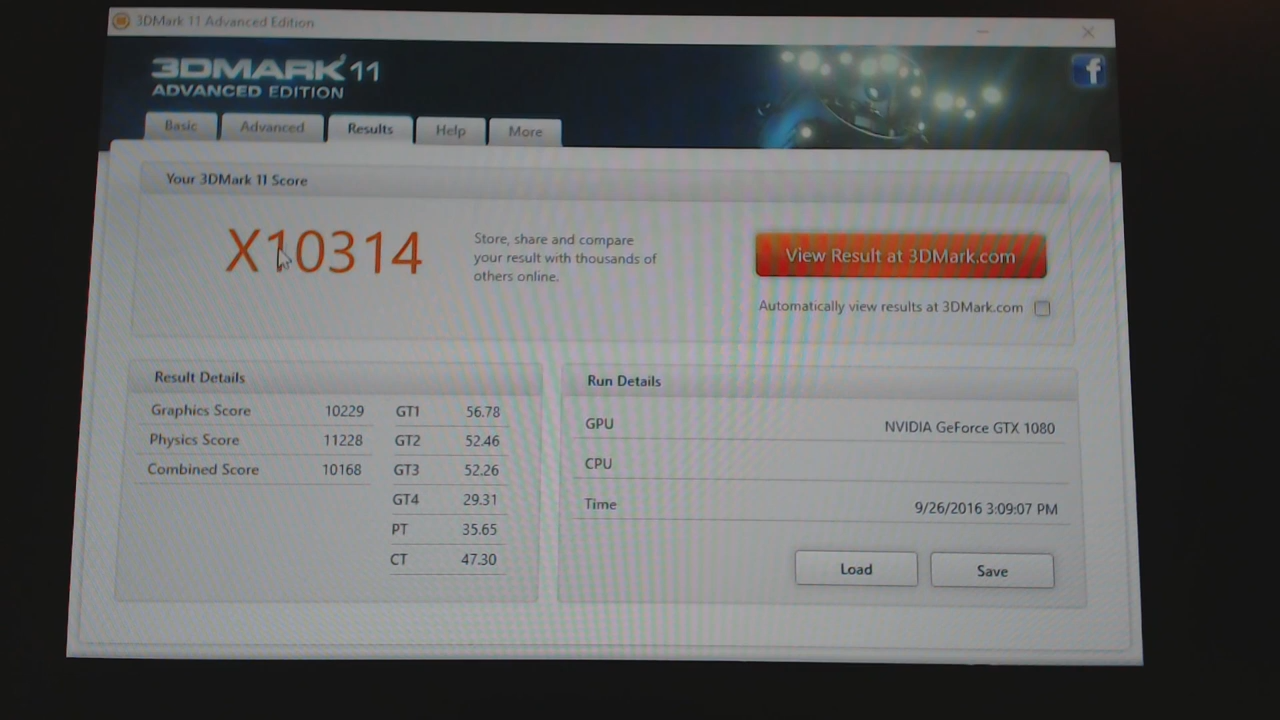 3DMark 11 Advanced Edition
3DMARK 11
ADVANCED EDITION
f
Basic Advanced Results Help More
Your 3DMark 11 Score
X10314
Store, share and compare
your result with thousands of
others online.
View Result at 3DMark.com
Automatically view results at 3DMark.com
Result Details
Graphics Score 10229 GT1 56.78
Physics Score 11228 GT2 52.46
Combined Score 10168 GT3 52.26
GT4 29.31
PT 35.65
CT 47.30
Run Details
GPU NVIDIA GeForce GTX 1080
CPU
Time 9/26/2016 3:09:07 PM
Load Save